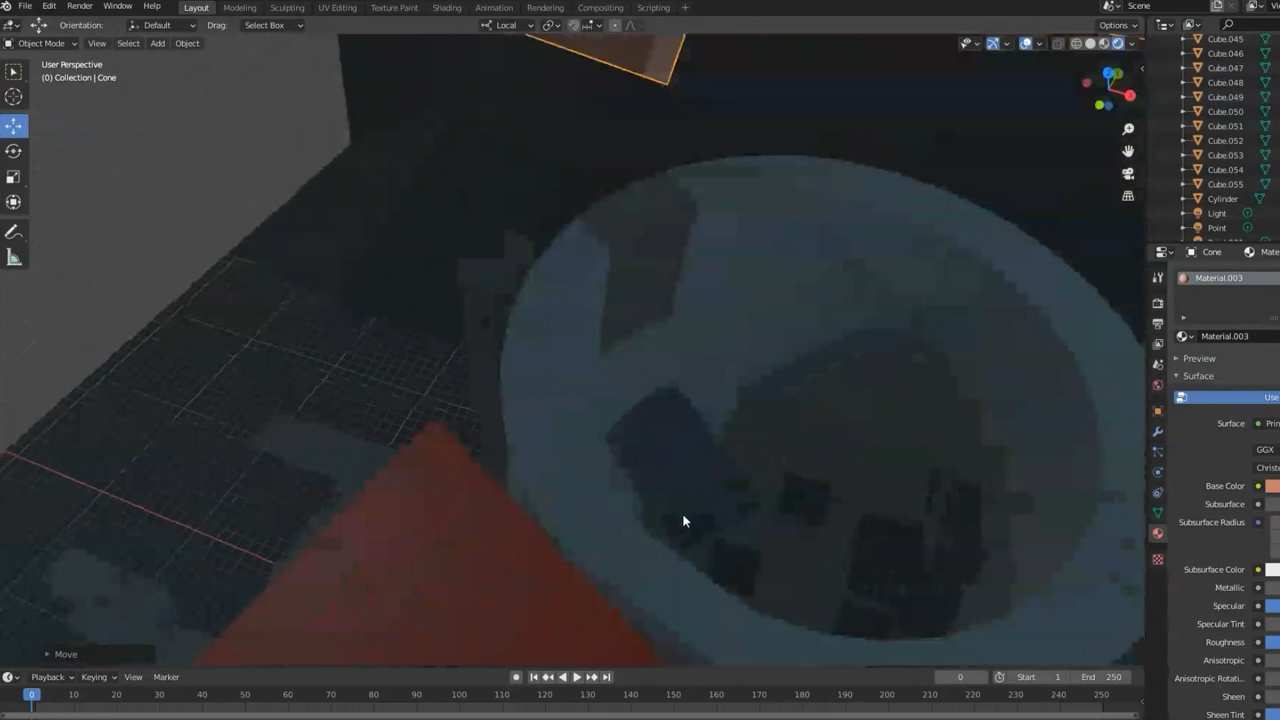 File Edit Render Window Help Layout Modeling Sculpting UV Editing Texture Paint Shading Animation Rendering Compositing Scripting + Scene
Orientation: Default Drag: Select Box Local Options
Object Mode View Select Add Object
User Perspective
(0) Collection | Cone
Cube.045
Cube.046
Cube.047
Cube.048
Cube.049
Cube.050
Cube.051
Cube.052
Cube.053
Cube.054
Cube.055
Cylinder
Light
Point
Cone Mate
Material.003
Material.003
Preview
Surface
Use
Surface Prin
GGX
Christe
Base Color
Subsurface
Subsurface Radius
Subsurface Color
Metallic
Specular
Specular Tint
Roughness
Anisotropic
Anisotropic Rotati...
Sheen
Sheen Tint
Move
Playback Keying View Marker 0 Start 1 End 250
0 10 20 30 40 50 60 70 80 90 100 110 120 130 140 150 160 170 180 190 200 210 220 230 240 250